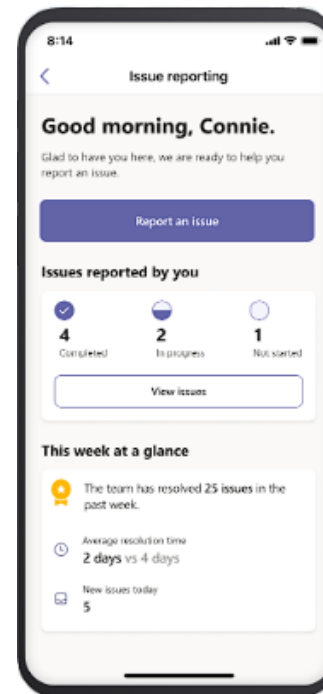 8:14
Issue reporting
Good morning, Connie.
Glad to have you here, we are ready to help you
report an issue.
Report an issue
Issues reported by you
4 2 1
Completed In progress Not started
View issues
This week at a glance
The team has resolved 25 issues in the
past week.
Average resolution time
2 days vs 4 days
New issues today
5